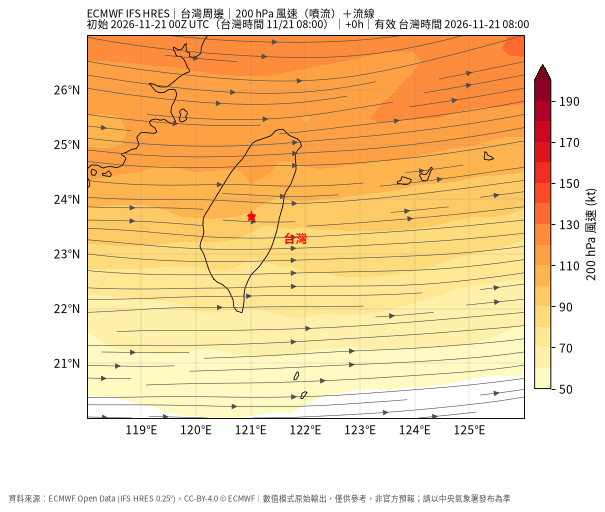 ECMWF IFS HRES｜台灣周邊｜200 hPa 風速（噴流）＋流線
初始 2026-11-21 00Z UTC（台灣時間 11/21 08:00）｜+0h｜有效 台灣時間 2026-11-21 08:00
26°N
25°N
24°N
23°N
22°N
21°N
台灣
119°E
120°E
121°E
122°E
123°E
124°E
125°E
190
170
150
130
110
90
70
50
200 hPa 風速 (kt)
資料來源：ECMWF Open Data (IFS HRES 0.25°)，CC-BY-4.0 © ECMWF｜數值模式原始輸出，僅供參考，非官方預報；請以中央氣象署發布為準